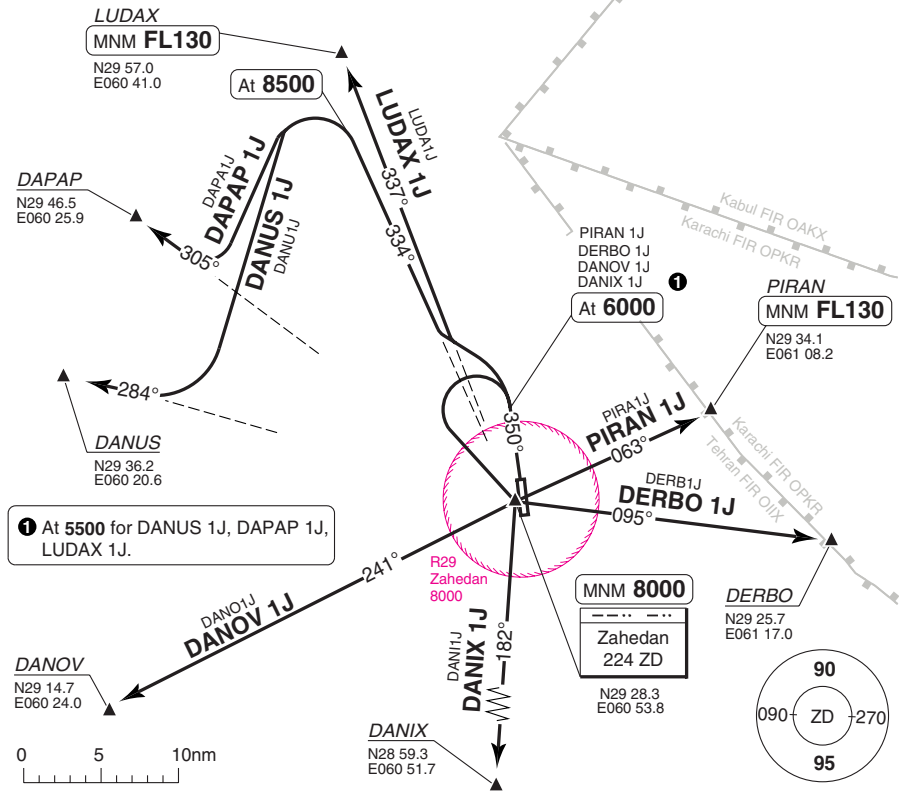 LUDAX
MNM FL130
N29 57.0
E060 41.0
At 8500
LUDA1J
LUDAX 1J
337°
334°
DAPA1J
DAPAP 1J
305°
DANUS 1J
DANU1J
284°
DAPAP
N29 46.5
E060 25.9
DANUS
N29 36.2
E060 20.6
Kabul FIR OAKX
Karachi FIR OPKR
PIRAN 1J
DERBO 1J
DANOV 1J
DANIX 1J
❶
At 6000
PIRAN
MNM FL130
N29 34.1
E061 08.2
350°
PIRA1J
PIRAN 1J
063°
Karachi FIR OPKR
Tehran FIR OIIX
DERB1J
DERBO 1J
095°
❶ At 5500 for DANUS 1J, DAPAP 1J,
LUDAX 1J.
R29
Zahedan
8000
241°
DANO1J
DANOV 1J
DANI1J
DANIX 1J
182°
MNM 8000
Zahedan
224 ZD
N29 28.3
E060 53.8
DERBO
N29 25.7
E061 17.0
DANOV
N29 14.7
E060 24.0
DANIX
N28 59.3
E060 51.7
0 5 10nm
90
090 ZD 270
95